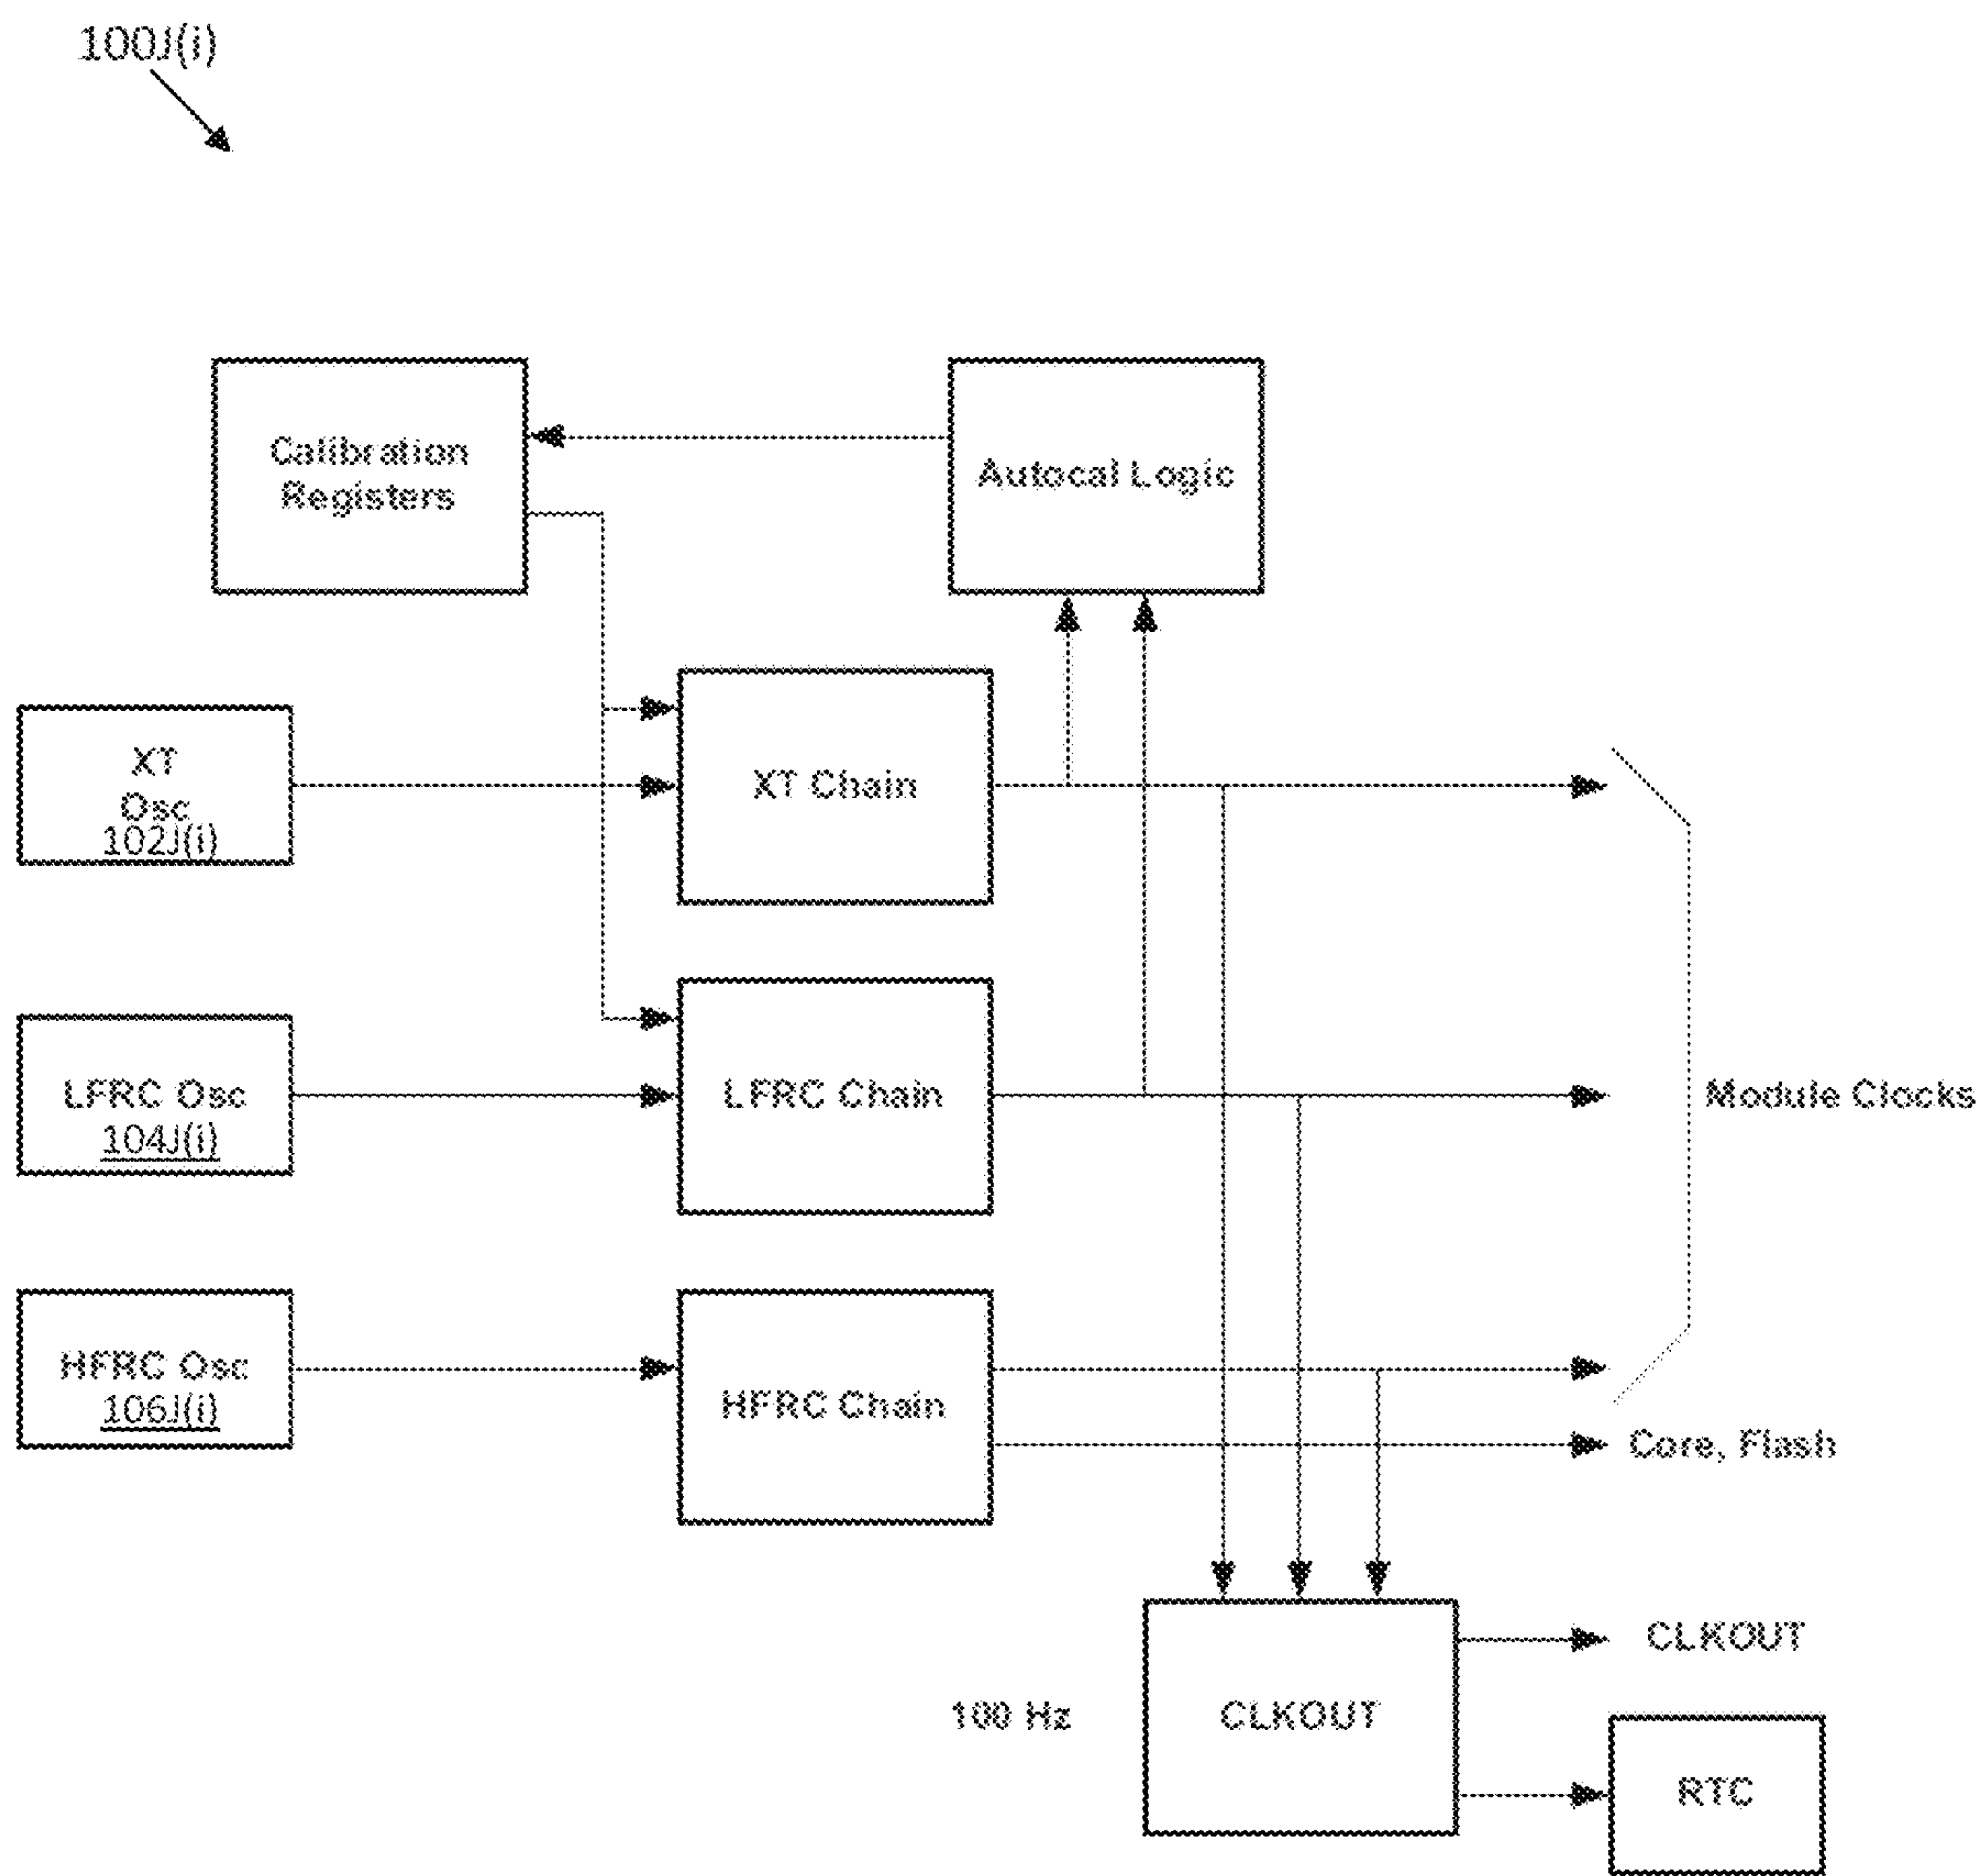 100J(i)
Calibration
Registers
Autocal Logic
XT
Osc
102J(i)
XT Chain
LFRC Osc
104J(i)
LFRC Chain
Module Clocks
HFRC Osc
106J(i)
HFRC Chain
Core, Flash
CLKOUT
100 Hz
CLKOUT
RTC